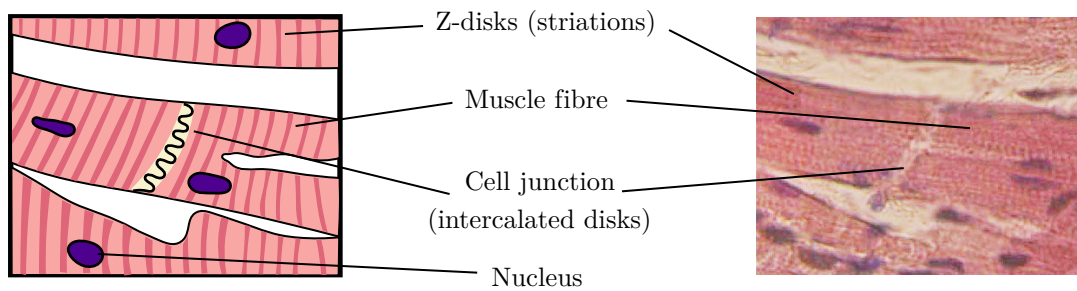 Z-disks (striations)
Muscle fibre
Cell junction
(intercalated disks)
Nucleus